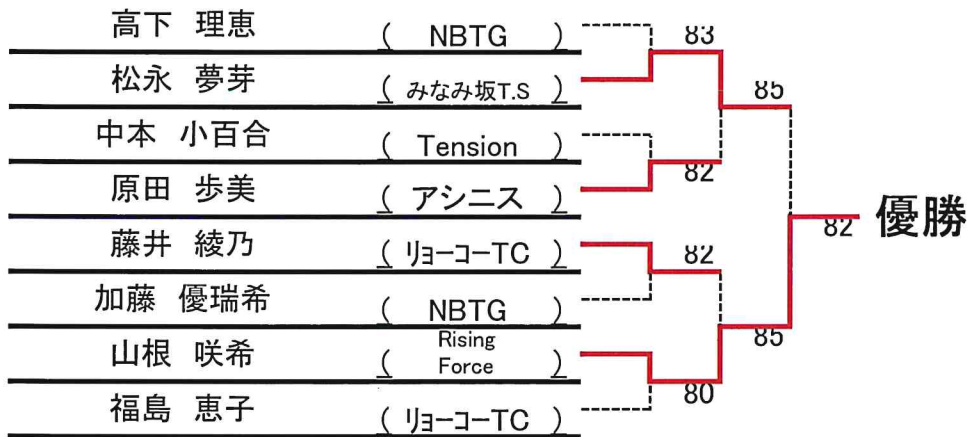 高下 理恵 ( NBTG ) 83
松永 夢芽 ( みなみ坂T.S ) 85
中本 小百合 ( Tension )
82
原田 歩美 ( アシニス )
82 優勝
藤井 綾乃 ( リョーコーTC ) 82
加藤 優瑞希 ( NBTG )
85
山根 咲希 ( Rising Force )
80
福島 恵子 ( リョーコーTC )